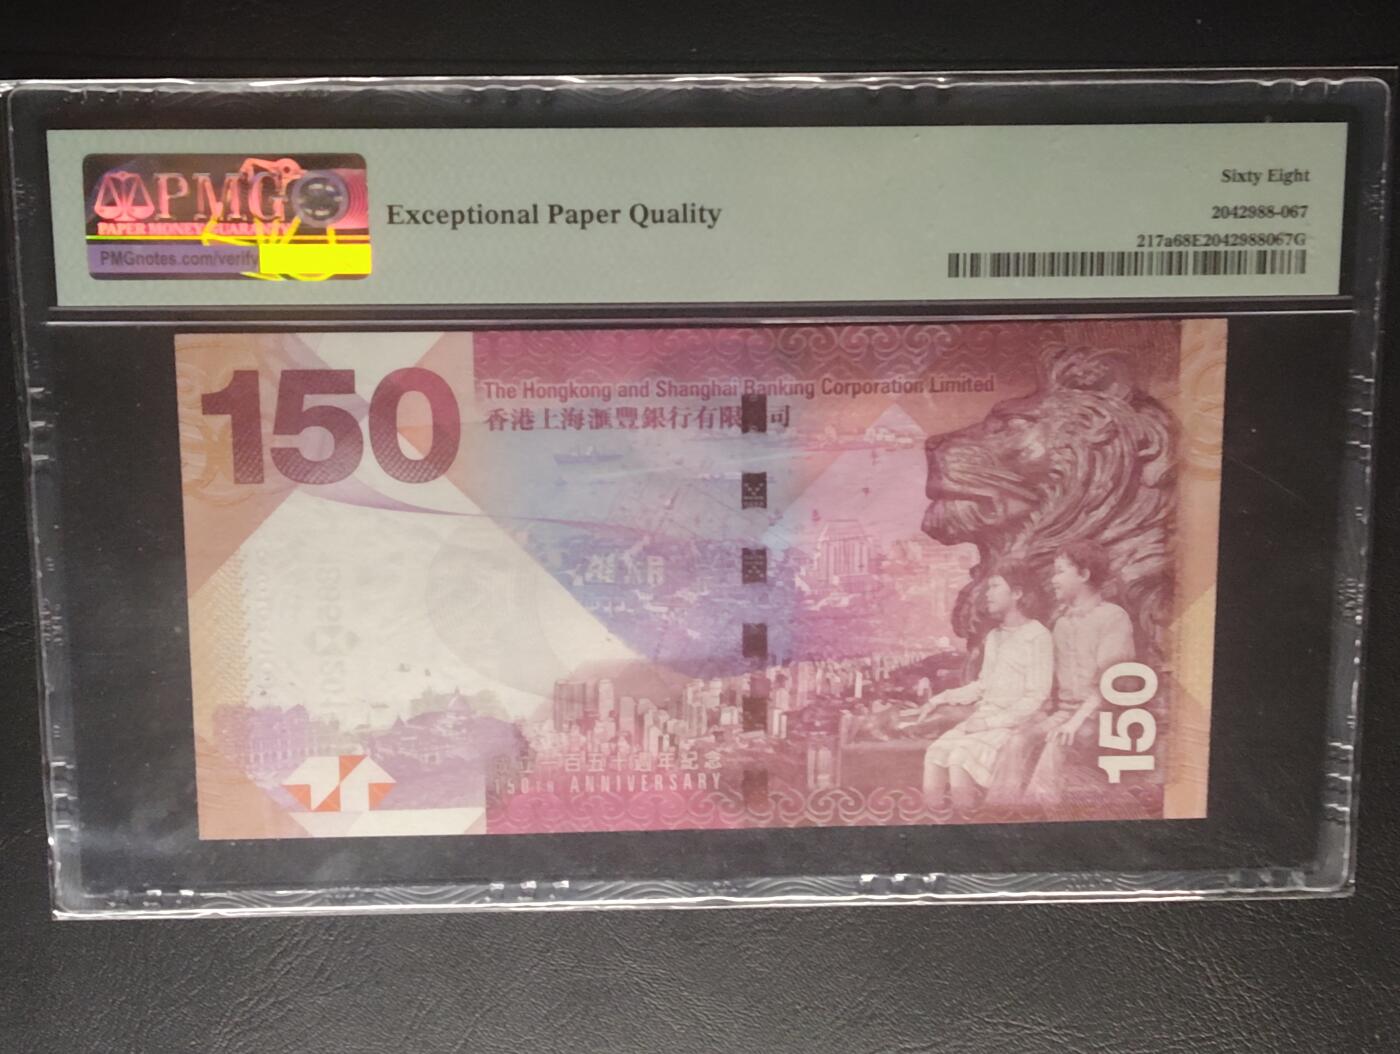 PMG
PAPER MONEY GUARANTY
PMGnotes.com/verify
Exceptional Paper Quality
Sixty Eight
2042988-067
217a68E2042988067G
150
The Hongkong and Shanghai Banking Corporation Limited
香港上海滙豐銀行有限公司
成立一百五十週年紀念
150TH ANNIVERSARY
150